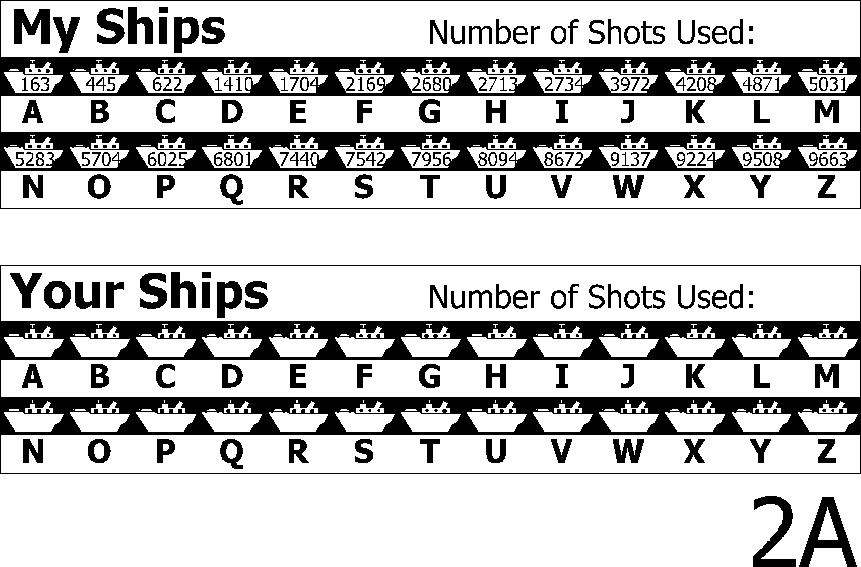 My Ships Number of Shots Used:
163 445 622 1410 1704 2169 2680 2713 2734 3972 4208 4871 5031
A B C D E F G H I J K L M
5283 5704 6025 6801 7440 7542 7956 8094 8672 9137 9224 9508 9663
N O P Q R S T U V W X Y Z
Your Ships Number of Shots Used:
A B C D E F G H I J K L M
N O P Q R S T U V W X Y Z
2A